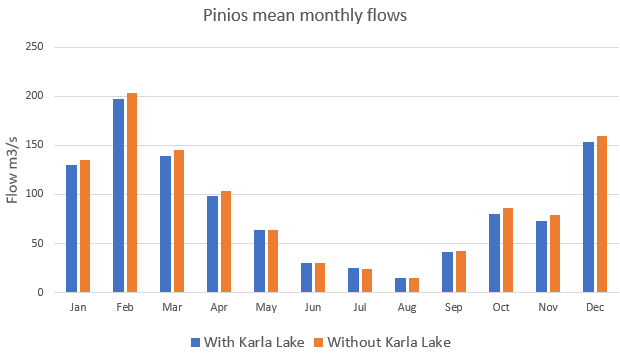 Pinios mean monthly flows
250
200
150
100
50
0
Flow m3/s
Jan Feb Mar Apr May Jun Jul Aug Sep Oct Nov Dec
With Karla Lake Without Karla Lake